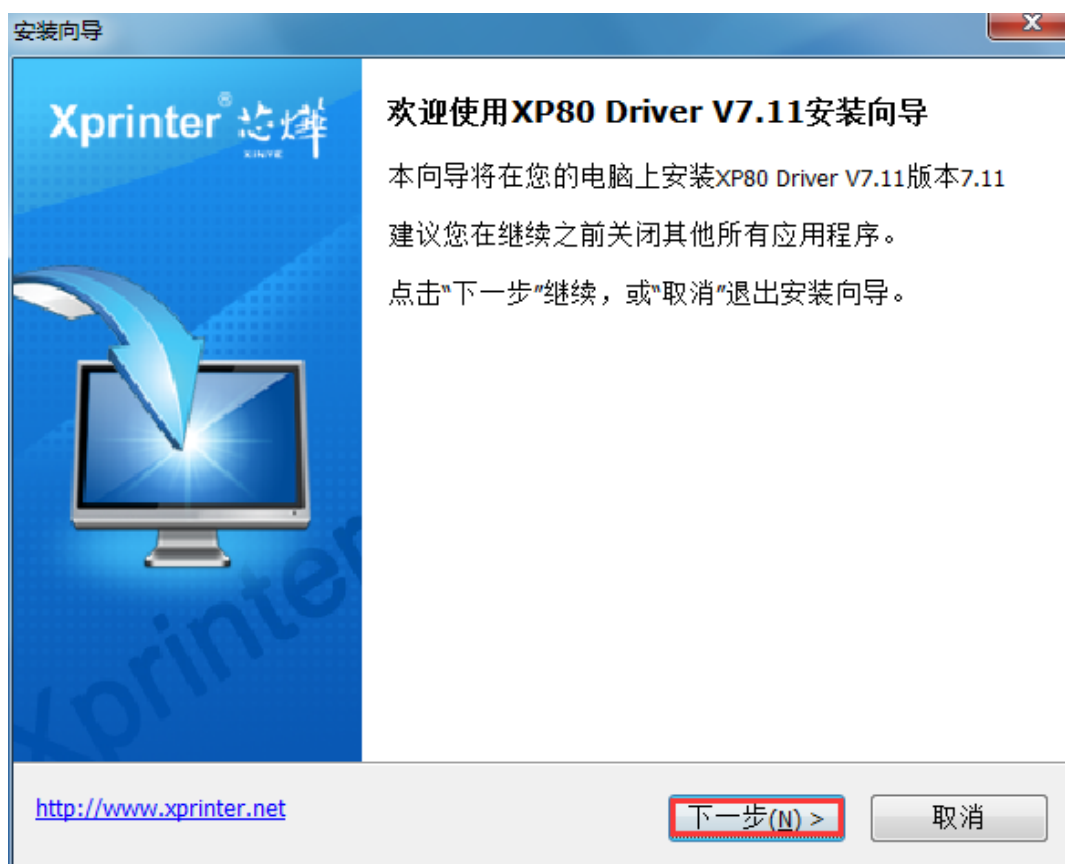 安装向导
X
Xprinter® 芯烨
XINYE
欢迎使用XP80 Driver V7.11安装向导
本向导将在您的电脑上安装XP80 Driver V7.11版本7.11
建议您在继续之前关闭其他所有应用程序。
点击"下一步"继续，或"取消"退出安装向导。
Xprinter
http://www.xprinter.net
下一步(N) >
取消